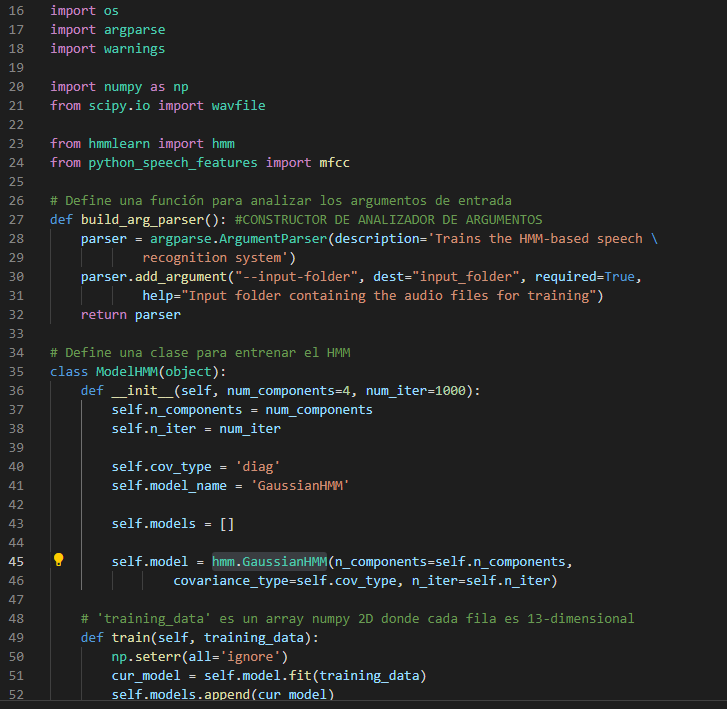 16 import os
17 import argparse
18 import warnings
19
20 import numpy as np
21 from scipy.io import wavfile
22
23 from hmmlearn import hmm
24 from python_speech_features import mfcc
25
26 # Define una función para analizar los argumentos de entrada
27 def build_arg_parser(): #CONSTRUCTOR DE ANALIZADOR DE ARGUMENTOS
28     parser = argparse.ArgumentParser(description='Trains the HMM-based speech \
29             recognition system')
30     parser.add_argument("--input-folder", dest="input_folder", required=True,
31             help="Input folder containing the audio files for training")
32     return parser
33
34 # Define una clase para entrenar el HMM
35 class ModelHMM(object):
36     def __init__(self, num_components=4, num_iter=1000):
37         self.n_components = num_components
38         self.n_iter = num_iter
39
40         self.cov_type = 'diag'
41         self.model_name = 'GaussianHMM'
42
43         self.models = []
44
45         self.model = hmm.GaussianHMM(n_components=self.n_components,
46                 covariance_type=self.cov_type, n_iter=self.n_iter)
47
48     # 'training_data' es un array numpy 2D donde cada fila es 13-dimensional
49     def train(self, training_data):
50         np.seterr(all='ignore')
51         cur_model = self.model.fit(training_data)
52         self.models.append(cur_model)